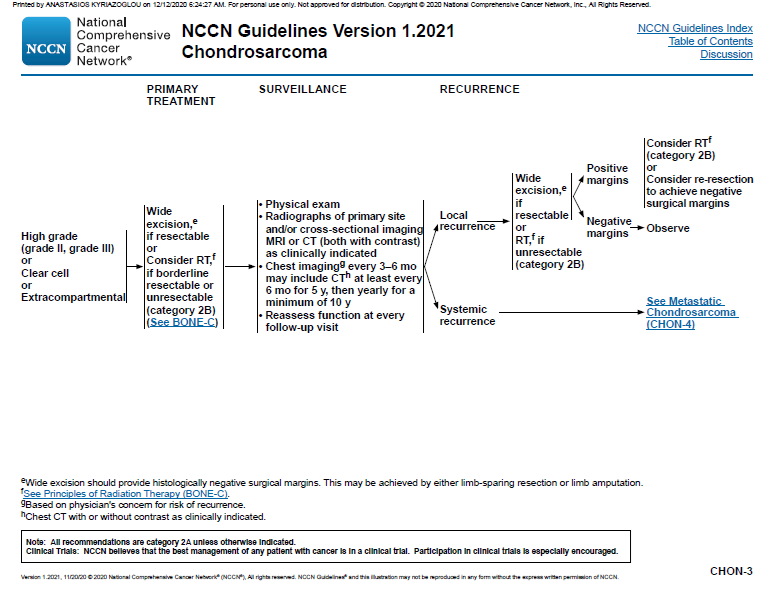 Printed by ANASTASIOS KYRIAZOGLOU on 12/12/2020 6:24:27 AM. For personal use only. Not approved for distribution. Copyright © 2020 National Comprehensive Cancer Network, Inc., All Rights Reserved.
NCCN
National
Comprehensive
Cancer
Network®
NCCN Guidelines Version 1.2021
Chondrosarcoma
NCCN Guidelines Index
Table of Contents
Discussion
PRIMARY
TREATMENT
SURVEILLANCE
RECURRENCE
High grade
(grade II, grade III)
or
Clear cell
or
Extracompartmental
Wide
excision,e
if resectable
or
Consider RT,f
if borderline
resectable or
unresectable
(category 2B)
(See BONE-C)
• Physical exam
• Radiographs of primary site
and/or cross-sectional imaging
MRI or CT (both with contrast)
as clinically indicated
• Chest imagingg every 3–6 mo
may include CTh at least every
6 mo for 5 y, then yearly for a
minimum of 10 y
• Reassess function at every
follow-up visit
Local
recurrence
Wide
excision,e
if
resectable
or
RT,f if
unresectable
(category 2B)
Positive
margins
Consider RTf
(category 2B)
or
Consider re-resection
to achieve negative
surgical margins
Negative
margins
Observe
Systemic
recurrence
See Metastatic
Chondrosarcoma
(CHON-4)
eWide excision should provide histologically negative surgical margins. This may be achieved by either limb-sparing resection or limb amputation.
fSee Principles of Radiation Therapy (BONE-C).
gBased on physician's concern for risk of recurrence.
hChest CT with or without contrast as clinically indicated.
Note: All recommendations are category 2A unless otherwise indicated.
Clinical Trials: NCCN believes that the best management of any patient with cancer is in a clinical trial. Participation in clinical trials is especially encouraged.
Version 1.2021, 11/20/20 © 2020 National Comprehensive Cancer Network® (NCCN®), All rights reserved. NCCN Guidelines® and this illustration may not be reproduced in any form without the express written permission of NCCN.
CHON-3